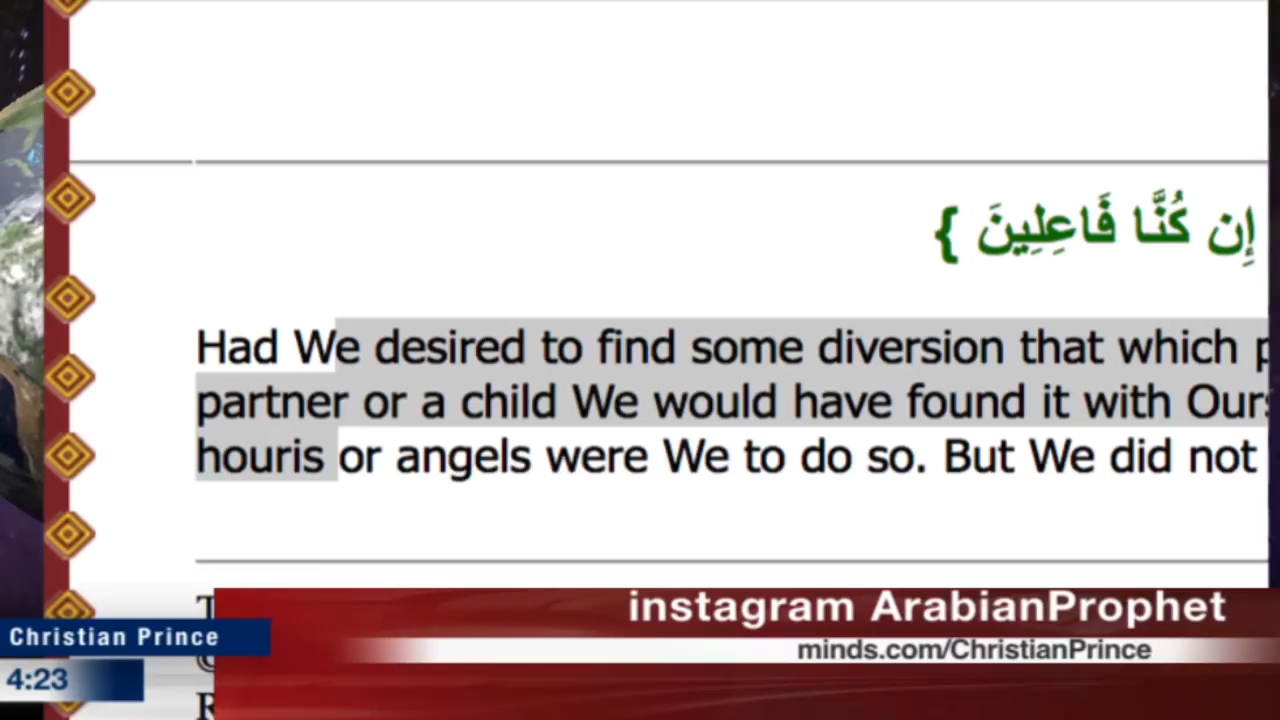 إِن كُنَّا فَاعِلِينَ }
Had We desired to find some diversion that which
partner or a child We would have found it with
houris or angels were We to do so. But We did not
instagram ArabianProphet
Christian Prince
minds.com/ChristianPrince
4:23